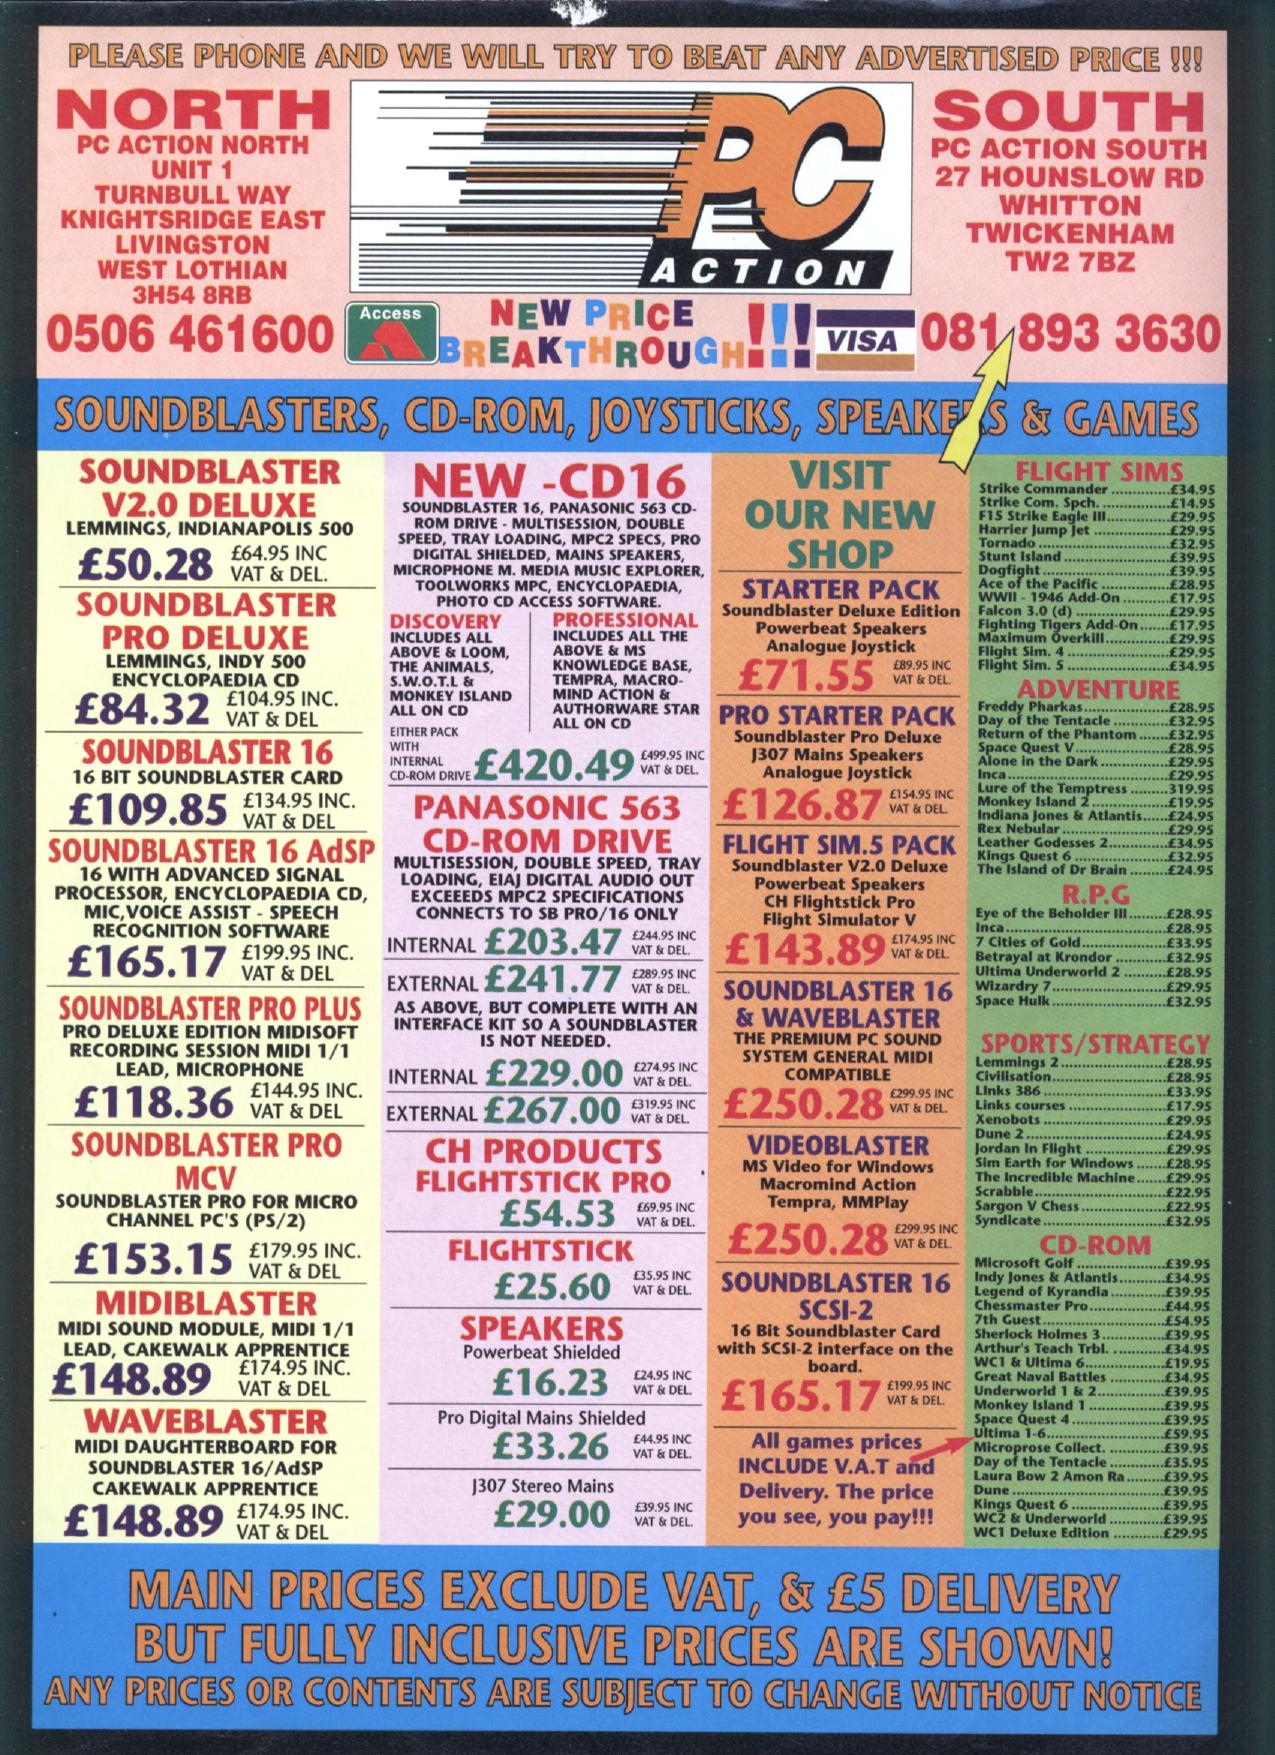 PLEASE PHONE AND WE WILL TRY TO BEAT ANY ADVERTISED PRICE !!!
NORTH
PC ACTION NORTH
UNIT 1
TURNBULL WAY
KNIGHTSRIDGE EAST
LIVINGSTON
WEST LOTHIAN
3H54 8RB
0506 461600
PC
ACTION
Access
NEW PRICE
BREAKTHROUGH!!!
VISA
SOUTH
PC ACTION SOUTH
27 HOUNSLOW RD
WHITTON
TWICKENHAM
TW2 7BZ
081 893 3630
SOUNDBLASTERS, CD-ROM, JOYSTICKS, SPEAKERS & GAMES
SOUNDBLASTER
V2.0 DELUXE
LEMMINGS, INDIANAPOLIS 500
£50.28 £64.95 INC
VAT & DEL.
SOUNDBLASTER
PRO DELUXE
LEMMINGS, INDY 500
ENCYCLOPAEDIA CD
£84.32 £104.95 INC.
VAT & DEL
SOUNDBLASTER 16
16 BIT SOUNDBLASTER CARD
£109.85 £134.95 INC.
VAT & DEL
SOUNDBLASTER 16 AdSP
16 WITH ADVANCED SIGNAL
PROCESSOR, ENCYCLOPAEDIA CD,
MIC,VOICE ASSIST - SPEECH
RECOGNITION SOFTWARE
£165.17 £199.95 INC.
VAT & DEL
SOUNDBLASTER PRO PLUS
PRO DELUXE EDITION MIDISOFT
RECORDING SESSION MIDI 1/1
LEAD, MICROPHONE
£118.36 £144.95 INC.
VAT & DEL
SOUNDBLASTER PRO
MCV
SOUNDBLASTER PRO FOR MICRO
CHANNEL PC'S (PS/2)
£153.15 £179.95 INC.
VAT & DEL
MIDIBLASTER
MIDI SOUND MODULE, MIDI 1/1
LEAD, CAKEWALK APPRENTICE
£148.89 £174.95 INC.
VAT & DEL
WAVEBLASTER
MIDI DAUGHTERBOARD FOR
SOUNDBLASTER 16/AdSP
CAKEWALK APPRENTICE
£148.89 £174.95 INC.
VAT & DEL
NEW -CD16
SOUNDBLASTER 16, PANASONIC 563 CD-
ROM DRIVE - MULTISESSION, DOUBLE
SPEED, TRAY LOADING, MPC2 SPECS, PRO
DIGITAL SHIELDED, MAINS SPEAKERS,
MICROPHONE M. MEDIA MUSIC EXPLORER,
TOOLWORKS MPC, ENCYCLOPAEDIA,
PHOTO CD ACCESS SOFTWARE.
DISCOVERY
INCLUDES ALL
ABOVE & LOOM,
THE ANIMALS,
S.W.O.T.L &
MONKEY ISLAND
ALL ON CD
PROFESSIONAL
INCLUDES ALL THE
ABOVE & MS
KNOWLEDGE BASE,
TEMPRA, MACRO-
MIND ACTION &
AUTHORWARE STAR
ALL ON CD
EITHER PACK
WITH
INTERNAL
CD-ROM DRIVE £420.49 £499.95 INC
VAT & DEL.
PANASONIC 563
CD-ROM DRIVE
MULTISESSION, DOUBLE SPEED, TRAY
LOADING, EIAJ DIGITAL AUDIO OUT
EXCEEEDS MPC2 SPECIFICATIONS
CONNECTS TO SB PRO/16 ONLY
INTERNAL £203.47 £244.95 INC
VAT & DEL.
EXTERNAL £241.77 £289.95 INC
VAT & DEL.
AS ABOVE, BUT COMPLETE WITH AN
INTERFACE KIT SO A SOUNDBLASTER
IS NOT NEEDED.
INTERNAL £229.00 £274.95 INC
VAT & DEL.
EXTERNAL £267.00 £319.95 INC
VAT & DEL.
CH PRODUCTS
FLIGHTSTICK PRO
£54.53 £69.95 INC
VAT & DEL.
FLIGHTSTICK
£25.60 £35.95 INC
VAT & DEL.
SPEAKERS
Powerbeat Shielded
£16.23 £24.95 INC
VAT & DEL.
Pro Digital Mains Shielded
£33.26 £44.95 INC
VAT & DEL.
J307 Stereo Mains
£29.00 £39.95 INC
VAT & DEL.
VISIT
OUR NEW
SHOP
STARTER PACK
Soundblaster Deluxe Edition
Powerbeat Speakers
Analogue Joystick
£71.55 £89.95 INC
VAT & DEL.
PRO STARTER PACK
Soundblaster Pro Deluxe
J307 Mains Speakers
Analogue Joystick
£126.87 £154.95 INC
VAT & DEL.
FLIGHT SIM.5 PACK
Soundblaster V2.0 Deluxe
Powerbeat Speakers
CH Flightstick Pro
Flight Simulator V
£143.89 £174.95 INC
VAT & DEL.
SOUNDBLASTER 16
& WAVEBLASTER
THE PREMIUM PC SOUND
SYSTEM GENERAL MIDI
COMPATIBLE
£250.28 £299.95 INC
VAT & DEL.
VIDEOBLASTER
MS Video for Windows
Macromind Action
Tempra, MMPlay
£250.28 £299.95 INC
VAT & DEL.
SOUNDBLASTER 16
SCSI-2
16 Bit Soundblaster Card
with SCSI-2 interface on the
board.
£165.17 £199.95 INC
VAT & DEL.
All games prices
INCLUDE V.A.T and
Delivery. The price
you see, you pay!!!
FLIGHT SIMS
Strike Commander ............£34.95
Strike Com. Spch. ............£14.95
F15 Strike Eagle III............£29.95
Harrier Jump Jet ............£29.95
Tornado ............£32.95
Stunt Island ............£39.95
Dogfight ............£39.95
Ace of the Pacific ............£28.95
WWII - 1946 Add-On ............£17.95
Falcon 3.0 (d) ............£29.95
Fighting Tigers Add-On ......£17.95
Maximum Overkill............£29.95
Flight Sim. 4 ............£29.95
Flight Sim. 5 ............£34.95
ADVENTURE
Freddy Pharkas............£28.95
Day of the Tentacle ............£32.95
Return of the Phantom ......£32.95
Space Quest V............£28.95
Alone in the Dark............£29.95
Inca............£29.95
Lure of the Temptress .......319.95
Monkey Island 2............£19.95
Indiana Jones & Atlantis.....£24.95
Rex Nebular............£29.95
Leather Godesses 2............£34.95
Kings Quest 6 ............£32.95
The Island of Dr Brain ........£24.95
R.P.G
Eye of the Beholder III........£28.95
Inca............£28.95
7 Cities of Gold............£33.95
Betrayal at Krondor ............£32.95
Ultima Underworld 2 .........£28.95
Wizardry 7............£29.95
Space Hulk............£32.95
SPORTS/STRATEGY
Lemmings 2............£28.95
Civilisation............£28.95
LInks 386 ............£33.95
Links courses ............£17.95
Xenobots ............£29.95
Dune 2 ............£24.95
Jordan In Flight ............£29.95
Sim Earth for Windows ......£28.95
The Incredible Machine......£29.95
Scrabble............£22.95
Sargon V Chess............£22.95
Syndicate ............£32.95
CD-ROM
Microsoft Golf ............£39.95
Indy Jones & Atlantis..........£34.95
Legend of Kyrandia ............£39.95
Chessmaster Pro............£44.95
7th Guest............£54.95
Sherlock Holmes 3............£39.95
Arthur's Teach Trbl. ............£34.95
WC1 & Ultima 6............£19.95
Great Naval Battles ............£34.95
Underworld 1 & 2............£39.95
Monkey Island 1 ............£39.95
Space Quest 4 ............£39.95
Ultima 1-6............£59.95
Microprose Collect. ............£39.95
Day of the Tentacle ............£35.95
Laura Bow 2 Amon Ra........£39.95
Dune ............£39.95
Kings Quest 6 ............£39.95
WC2 & Underworld ............£39.95
WC1 Deluxe Edition ............£29.95
MAIN PRICES EXCLUDE VAT, & £5 DELIVERY
BUT FULLY INCLUSIVE PRICES ARE SHOWN!
ANY PRICES OR CONTENTS ARE SUBJECT TO CHANGE WITHOUT NOTICE